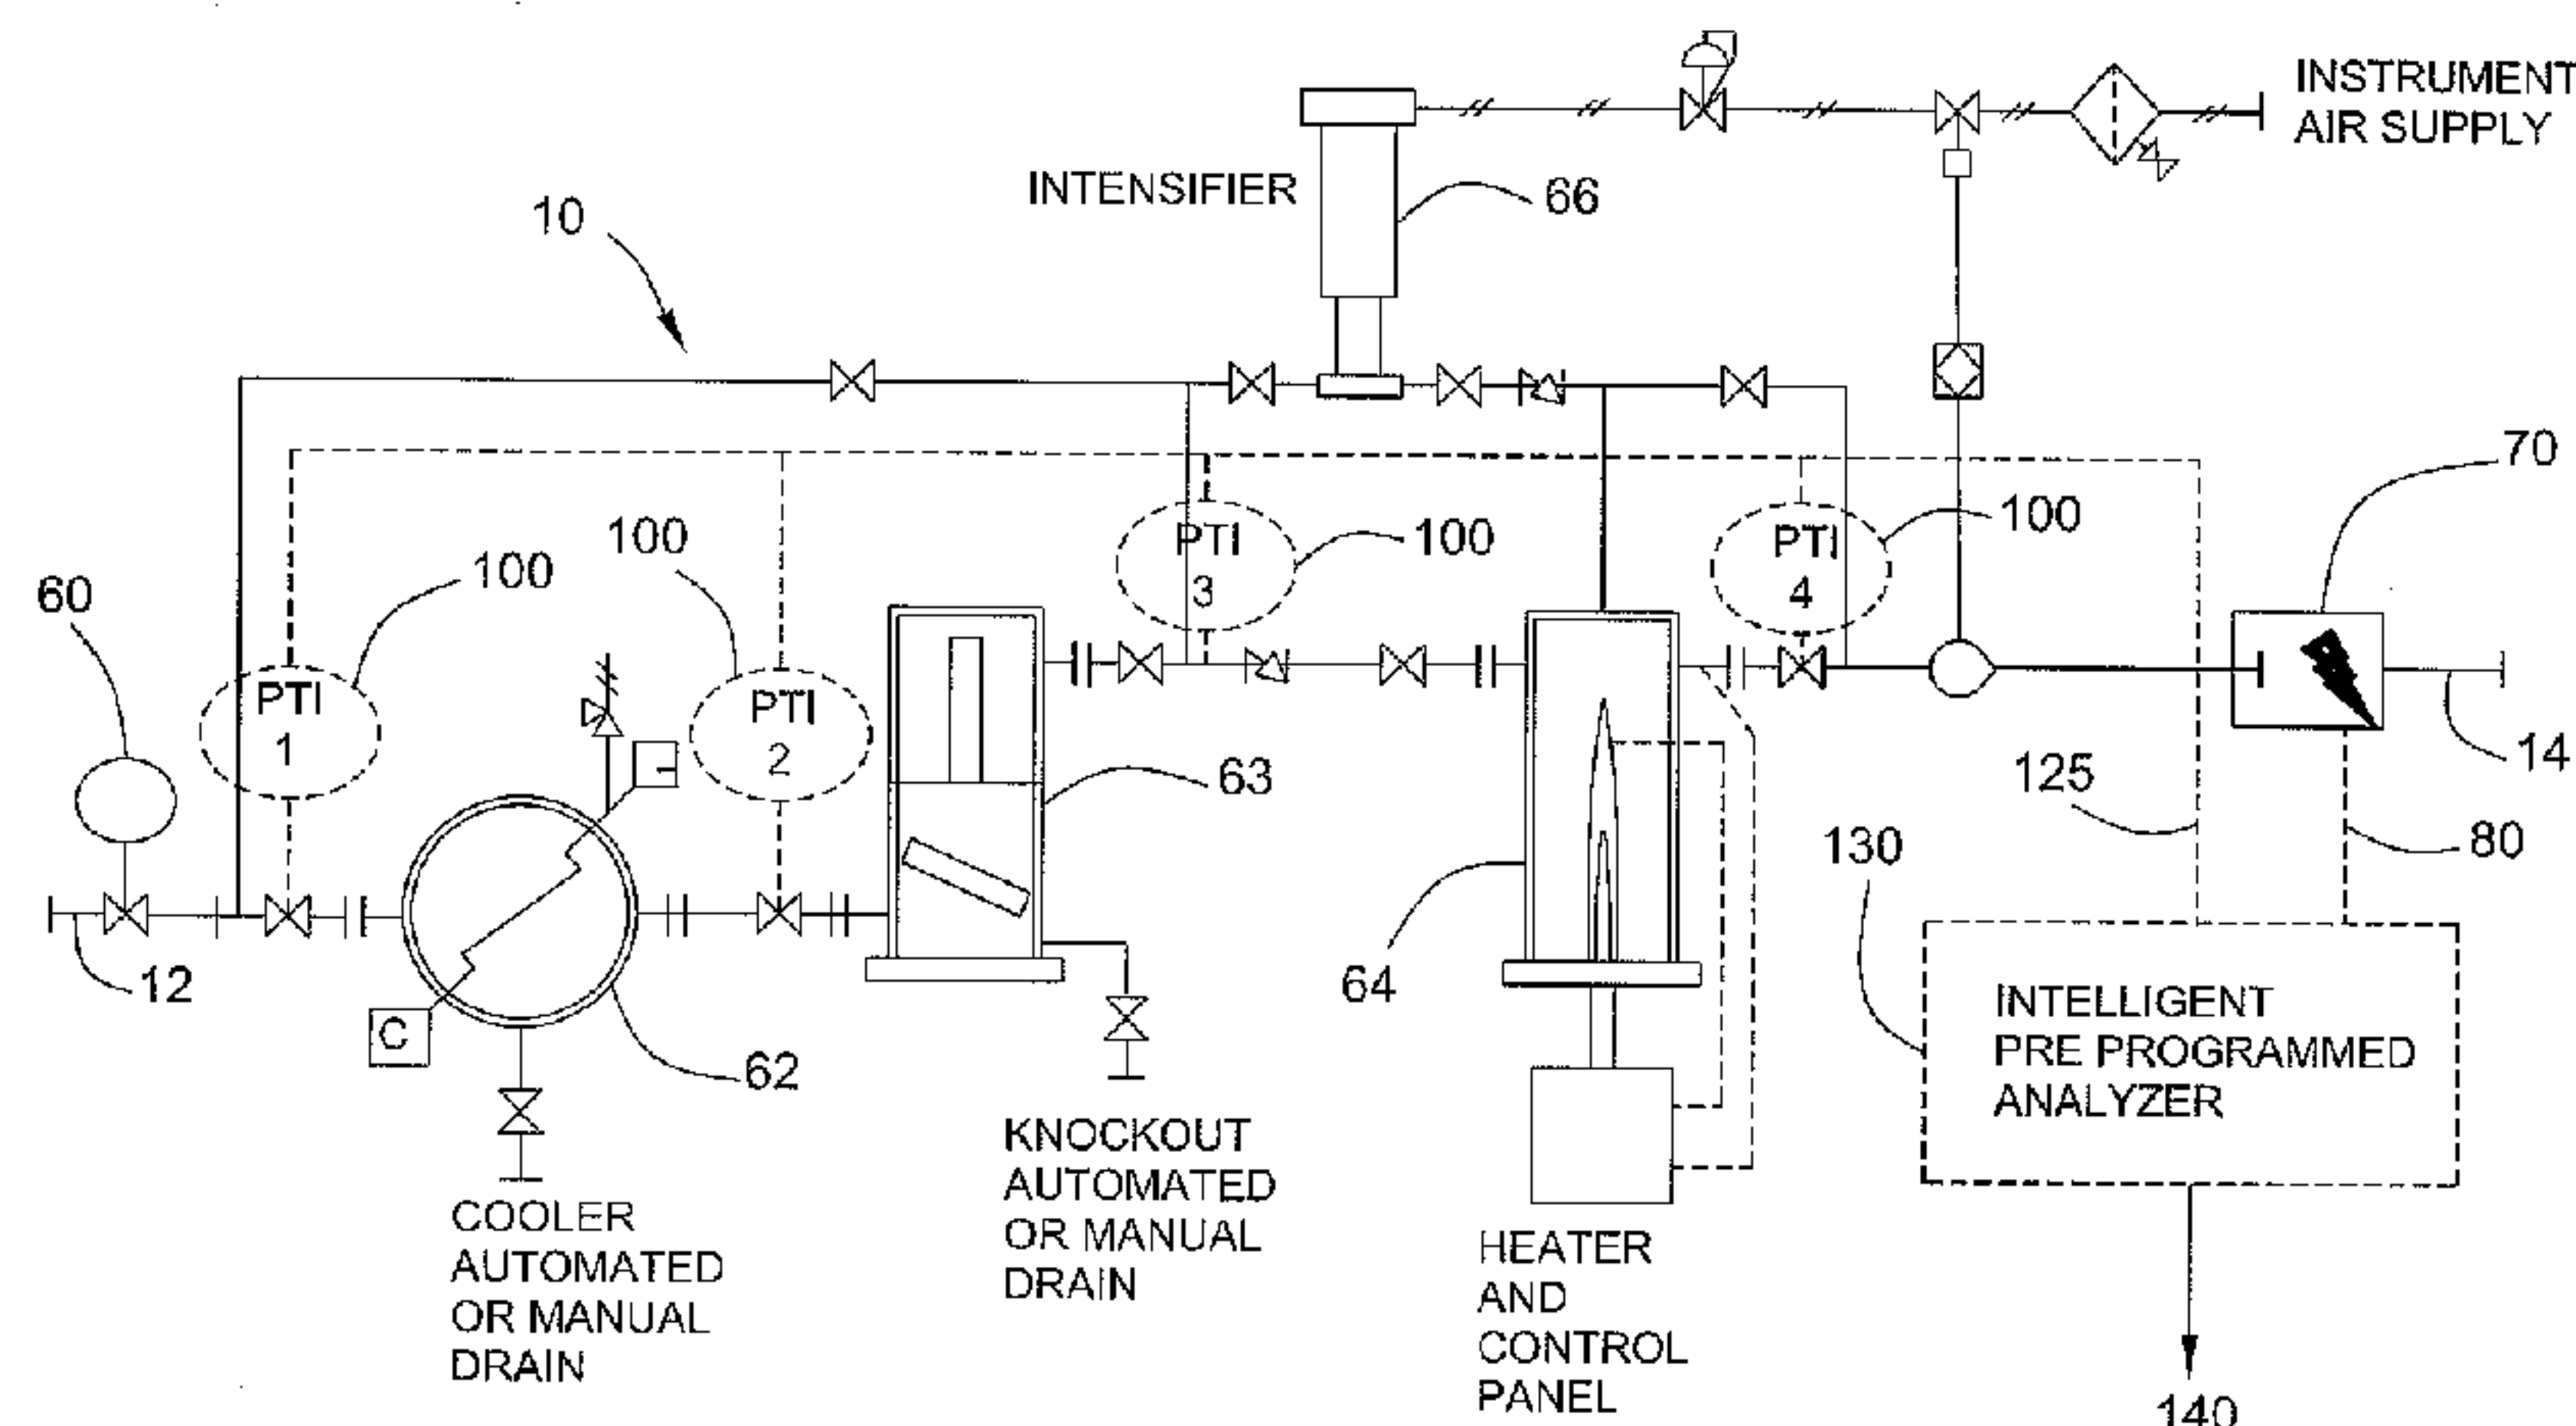 INSTRUMENT
AIR SUPPLY
INTENSIFIER
66
10
70
100
100
PTI
3
100
PTI
4
100
60
PTI
1
PTI
2
63
125
14
130
80
12
C
62
64
INTELLIGENT
PRE PROGRAMMED
ANALYZER
KNOCKOUT
AUTOMATED
OR MANUAL
DRAIN
COOLER
AUTOMATED
OR MANUAL
DRAIN
HEATER
AND
CONTROL
PANEL
140